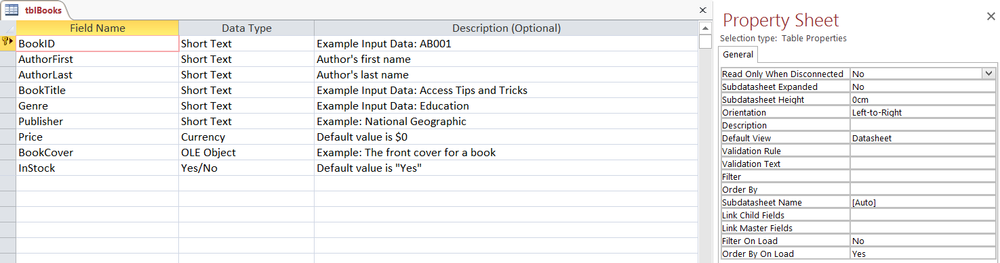 tblBooks
Field Name Data Type Description (Optional)
BookID Short Text Example Input Data: AB001
AuthorFirst Short Text Author's first name
AuthorLast Short Text Author's last name
BookTitle Short Text Example Input Data: Access Tips and Tricks
Genre Short Text Example Input Data: Education
Publisher Short Text Example: National Geographic
Price Currency Default value is $0
BookCover OLE Object Example: The front cover for a book
InStock Yes/No Default value is "Yes"
Property Sheet
Selection type: Table Properties
General
Read Only When Disconnected No
Subdatasheet Expanded No
Subdatasheet Height 0cm
Orientation Left-to-Right
Description
Default View Datasheet
Validation Rule
Validation Text
Filter
Order By
Subdatasheet Name [Auto]
Link Child Fields
Link Master Fields
Filter On Load No
Order By On Load Yes